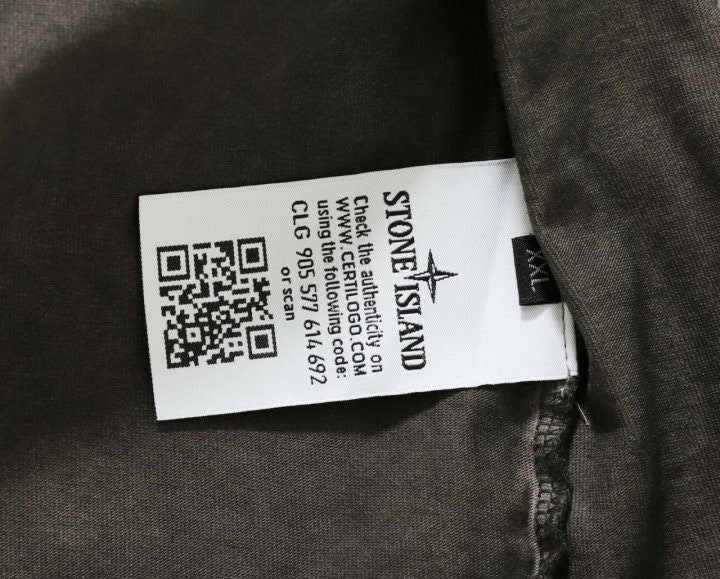 STONE ISLAND
Check the authenticity on
WWW.CERTILOGO.COM
using the following code:
CLG 905 577 614 692
or scan
XXL